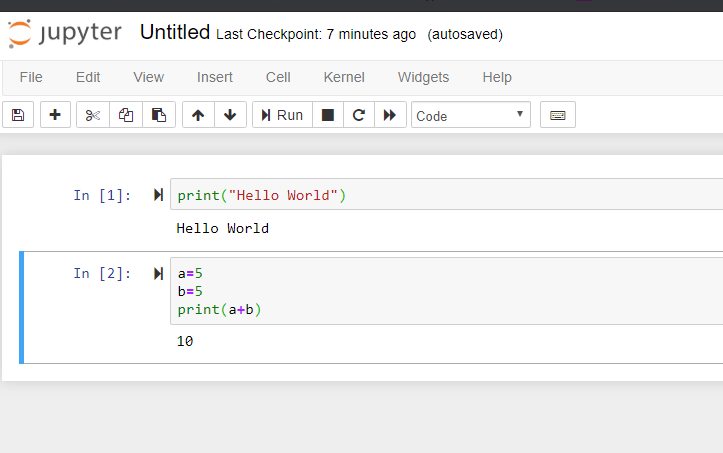 jupyter Untitled Last Checkpoint: 7 minutes ago (autosaved)
File Edit View Insert Cell Kernel Widgets Help
Run Code
In [1]: print("Hello World")
Hello World
In [2]: a=5
b=5
print(a+b)
10